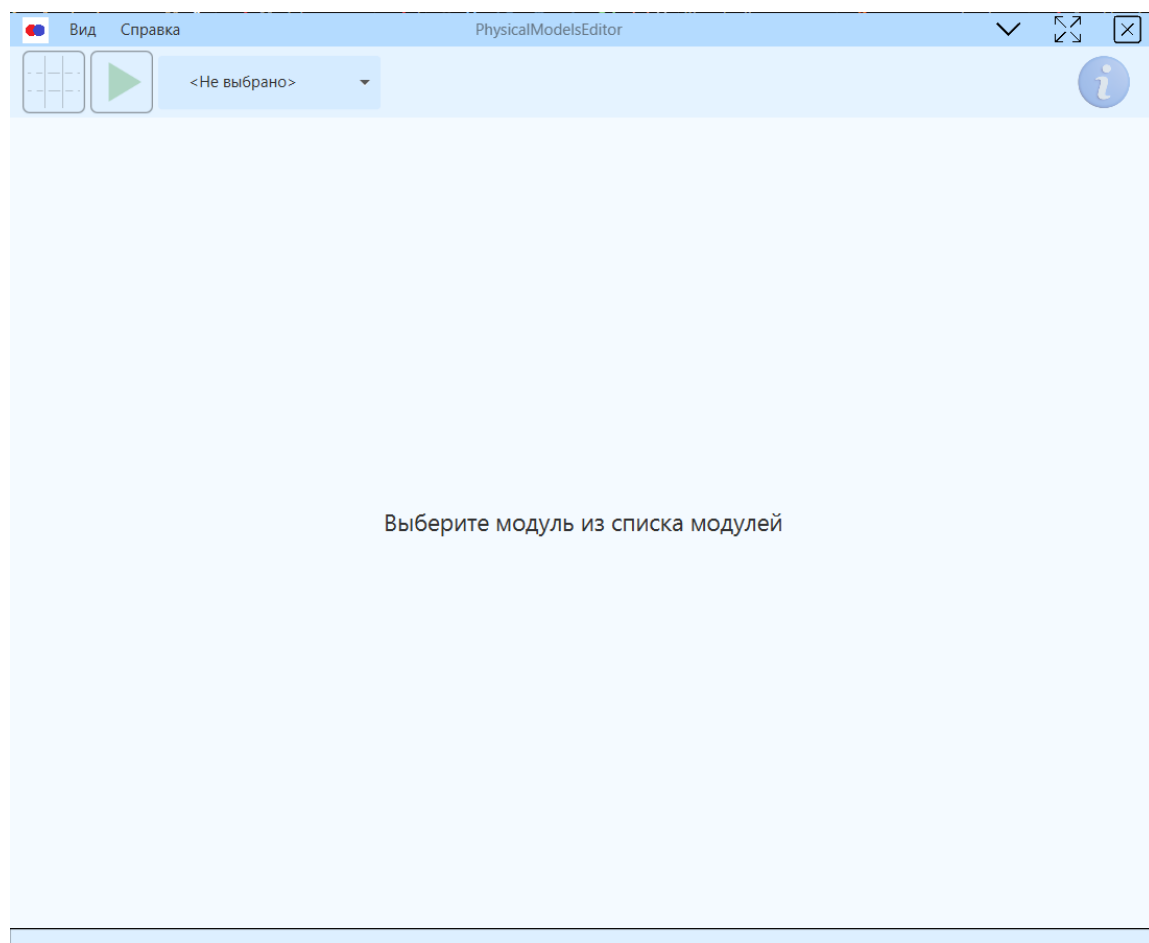 Вид Справка PhysicalModelsEditor
<Не выбрано>
i
Выберите модуль из списка модулей